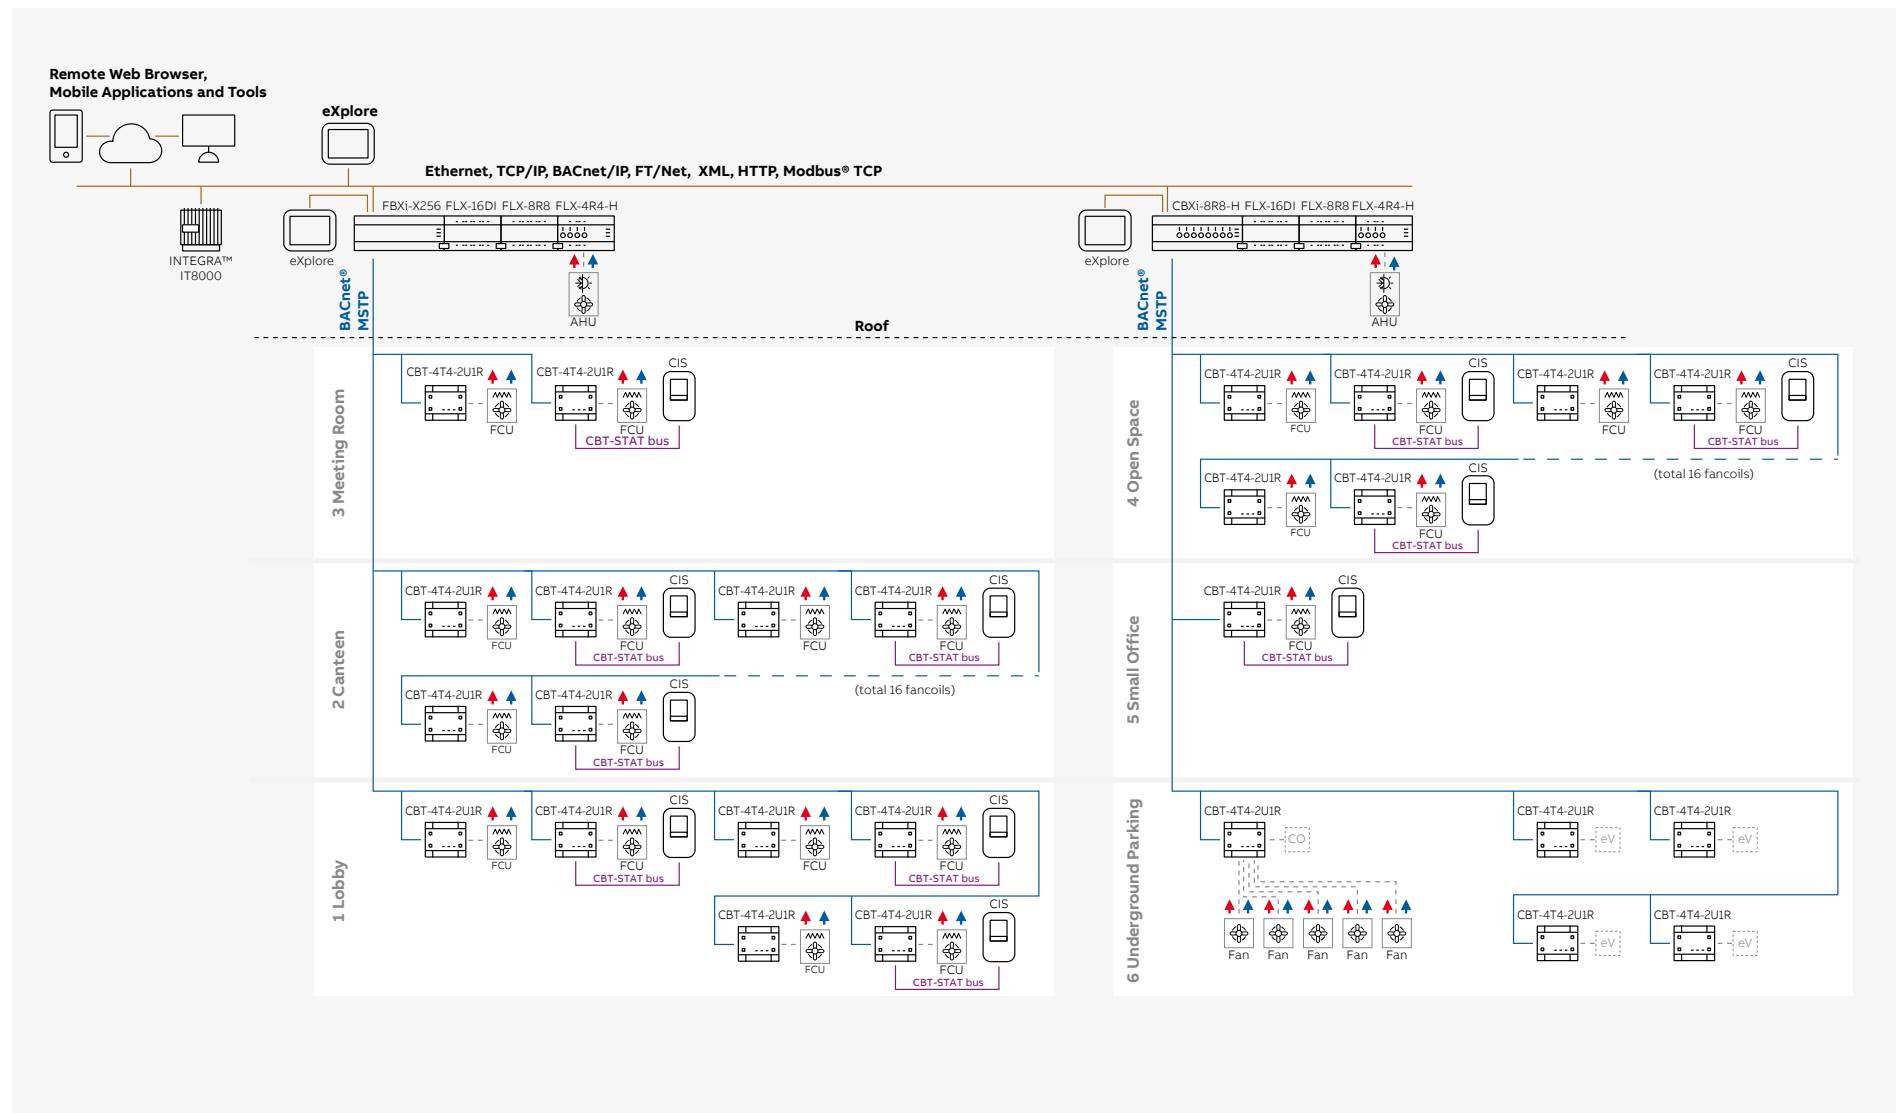 Remote Web Browser,
Mobile Applications and Tools
eXplore
Ethernet, TCP/IP, BACnet/IP, FT/Net, XML, HTTP, Modbus® TCP
INTEGRA™
IT8000
eXplore
FBXi-X256 FLX-16DI FLX-8R8 FLX-4R4-H
AHU
BACnet®
MSTP
eXplore
CBXi-8R8-H FLX-16DI FLX-8R8 FLX-4R4-H
AHU
BACnet®
MSTP
Roof
3 Meeting Room
CBT-4T4-2U1R
FCU
CBT-4T4-2U1R
FCU
CIS
CBT-STAT bus
2 Canteen
CBT-4T4-2U1R
FCU
CBT-4T4-2U1R
FCU
CIS
CBT-STAT bus
CBT-4T4-2U1R
FCU
CBT-4T4-2U1R
FCU
CIS
CBT-STAT bus
(total 16 fancoils)
CBT-4T4-2U1R
FCU
CBT-4T4-2U1R
FCU
CIS
CBT-STAT bus
1 Lobby
CBT-4T4-2U1R
FCU
CBT-4T4-2U1R
FCU
CIS
CBT-STAT bus
CBT-4T4-2U1R
FCU
CBT-4T4-2U1R
FCU
CIS
CBT-STAT bus
CBT-4T4-2U1R
FCU
CBT-4T4-2U1R
FCU
CIS
CBT-STAT bus
4 Open Space
CBT-4T4-2U1R
FCU
CBT-4T4-2U1R
FCU
CIS
CBT-STAT bus
CBT-4T4-2U1R
FCU
CBT-4T4-2U1R
FCU
CIS
CBT-STAT bus
(total 16 fancoils)
CBT-4T4-2U1R
FCU
CBT-4T4-2U1R
FCU
CIS
CBT-STAT bus
5 Small Office
CBT-4T4-2U1R
FCU
CIS
CBT-STAT bus
6 Underground Parking
CBT-4T4-2U1R
CO
Fan
Fan
Fan
Fan
Fan
CBT-4T4-2U1R
eV
CBT-4T4-2U1R
eV
CBT-4T4-2U1R
eV
CBT-4T4-2U1R
eV